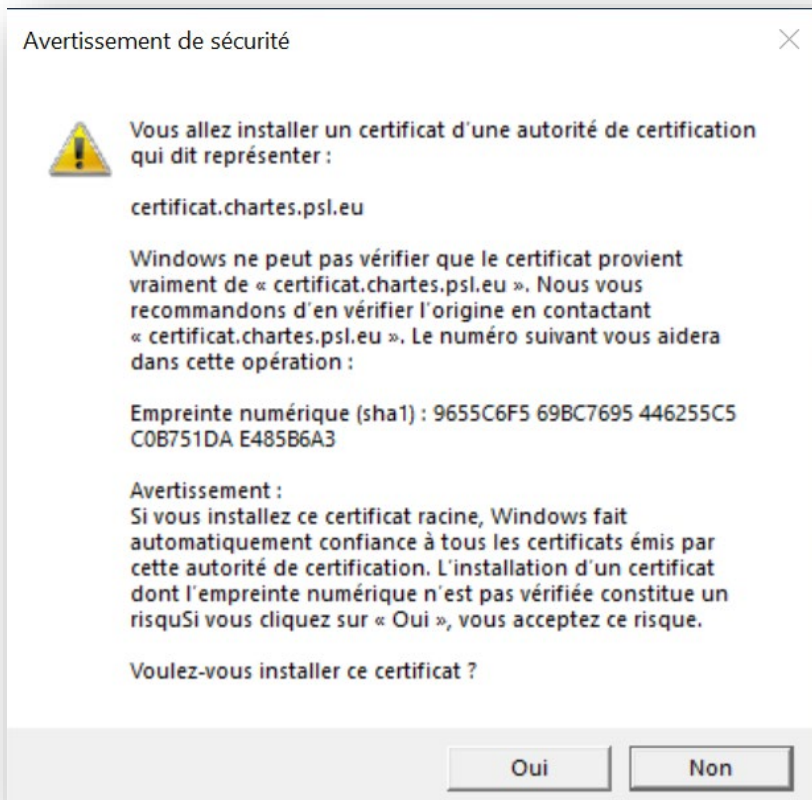 Avertissement de sécurité
Vous allez installer un certificat d'une autorité de certification
qui dit représenter :
certificat.chartes.psl.eu
Windows ne peut pas vérifier que le certificat provient
vraiment de « certificat.chartes.psl.eu ». Nous vous
recommandons d'en vérifier l'origine en contactant
« certificat.chartes.psl.eu ». Le numéro suivant vous aidera
dans cette opération :
Empreinte numérique (sha1) : 9655C6F5 69BC7695 446255C5
C0B751DA E485B6A3
Avertissement :
Si vous installez ce certificat racine, Windows fait
automatiquement confiance à tous les certificats émis par
cette autorité de certification. L'installation d'un certificat
dont l'empreinte numérique n'est pas vérifiée constitue un
risquSi vous cliquez sur « Oui », vous acceptez ce risque.
Voulez-vous installer ce certificat ?
Oui
Non